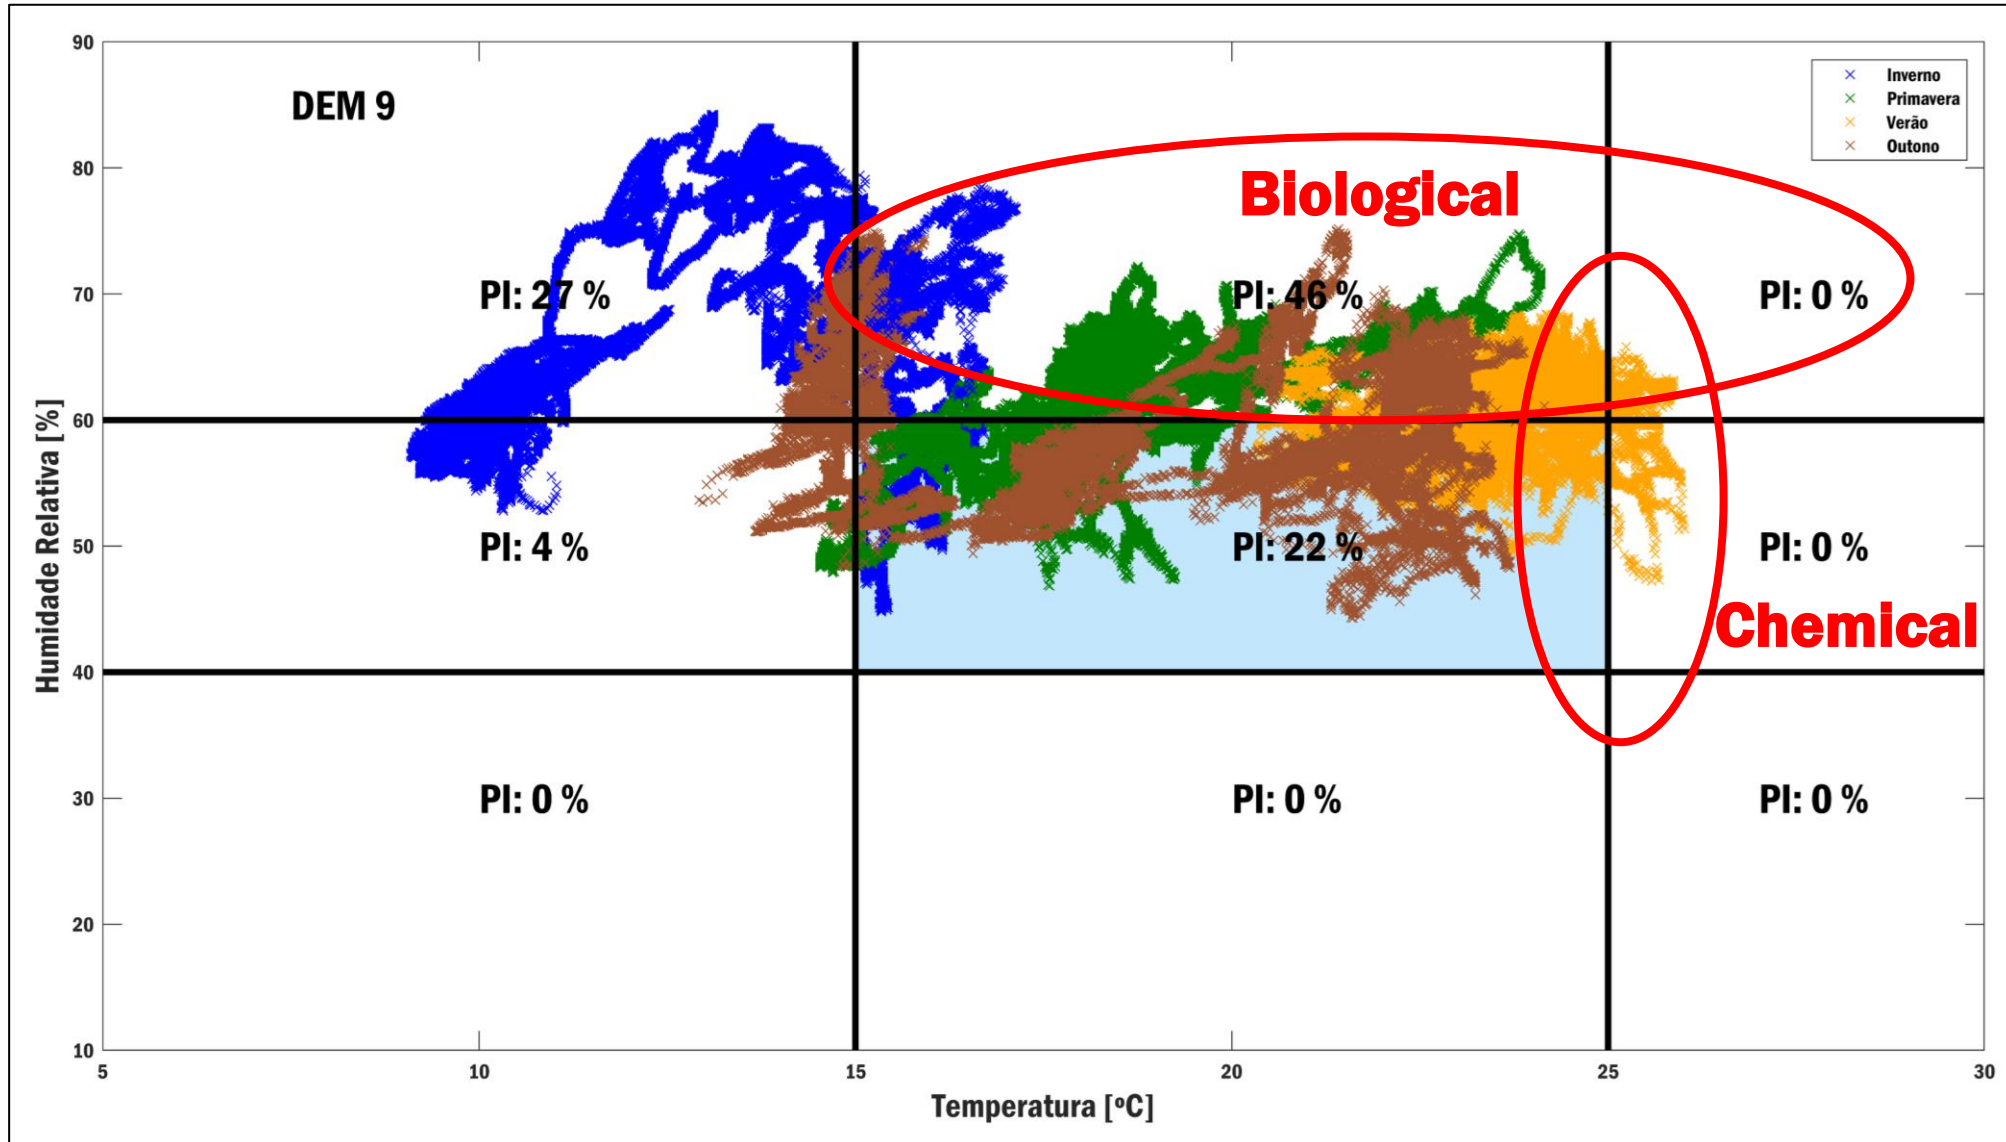 90
DEM 9
Inverno
Primavera
Verão
Outono
80
Biological
70
PI: 27 %
PI: 46 %
PI: 0 %
60
50
PI: 4 %
PI: 22 %
PI: 0 %
Chemical
40
30
PI: 0 %
PI: 0 %
PI: 0 %
20
10
Humidade Relativa [%]
5
10
15
20
25
30
Temperatura [ºC]